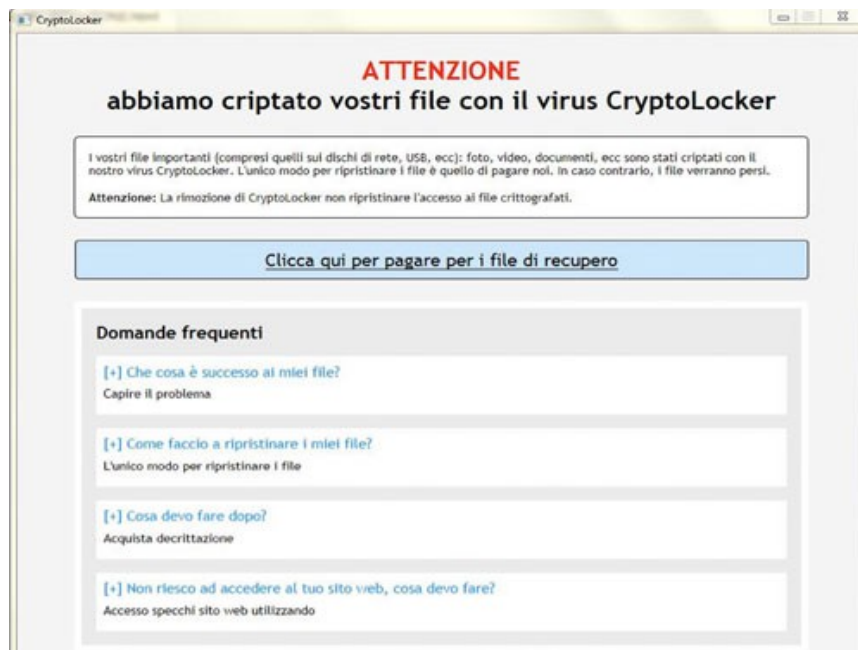 CryptoLocker
ATTENZIONE
abbiamo criptato vostri file con il virus CryptoLocker
I vostri file importanti (compresi quelli sui dischi di rete, USB, ecc): foto, video, documenti, ecc sono stati criptati con il
nostro virus CryptoLocker. L'unico modo per ripristinare i file è quello di pagare noi. In caso contrario, i file verranno persi.
Attenzione: La rimozione di CryptoLocker non ripristinare l'accesso ai file crittografati.
Clicca qui per pagare per i file di recupero
Domande frequenti
[+] Che cosa è successo ai miei file?
Capire il problema
[+] Come faccio a ripristinare i miei file?
L'unico modo per ripristinare i file
[+] Cosa devo fare dopo?
Acquista decrittazione
[+] Non riesco ad accedere al tuo sito web, cosa devo fare?
Accesso specchi sito web utilizzando